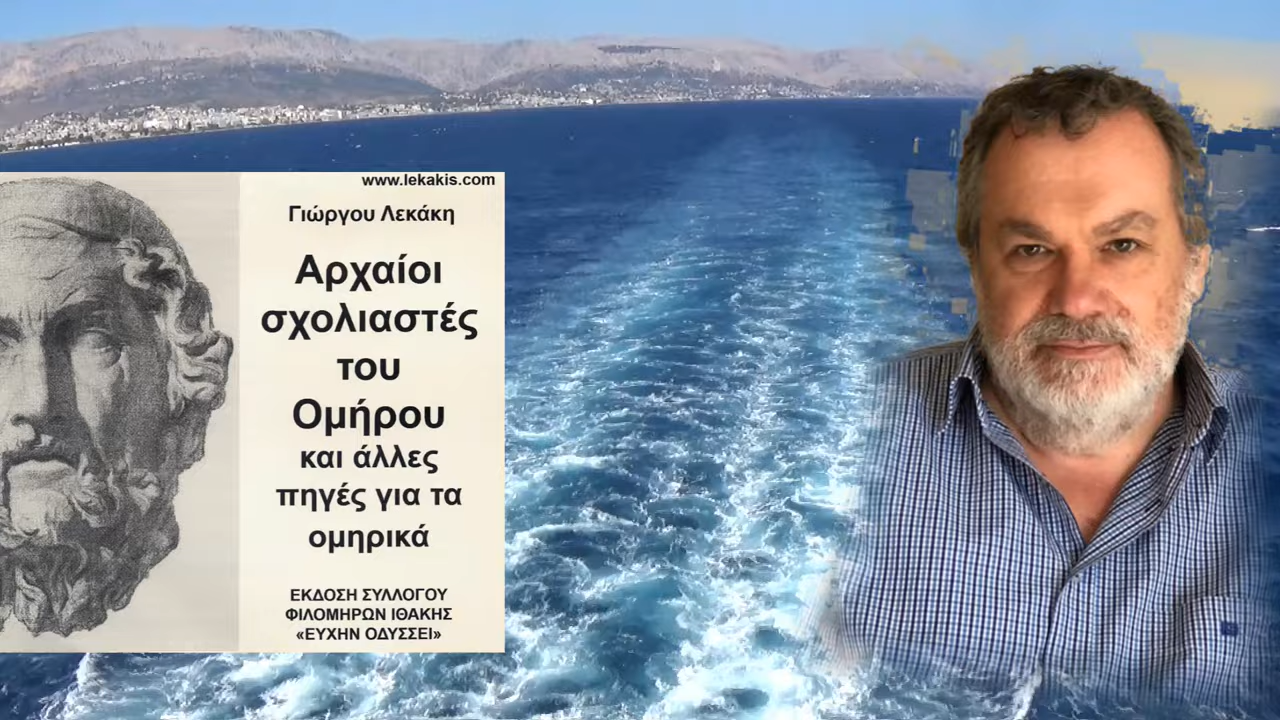 www.lekakis.com
Γιώργου Λεκάκη
Αρχαίοι
σχολιαστές
του
Ομήρου
και άλλες
πηγές για τα
ομηρικά
ΕΚΔΟΣΗ ΣΥΛΛΟΓΟΥ
ΦΙΛΟΜΗΡΩΝ ΙΘΑΚΗΣ
«ΕΥΧΗΝ ΟΔΥΣΣΕΙ»